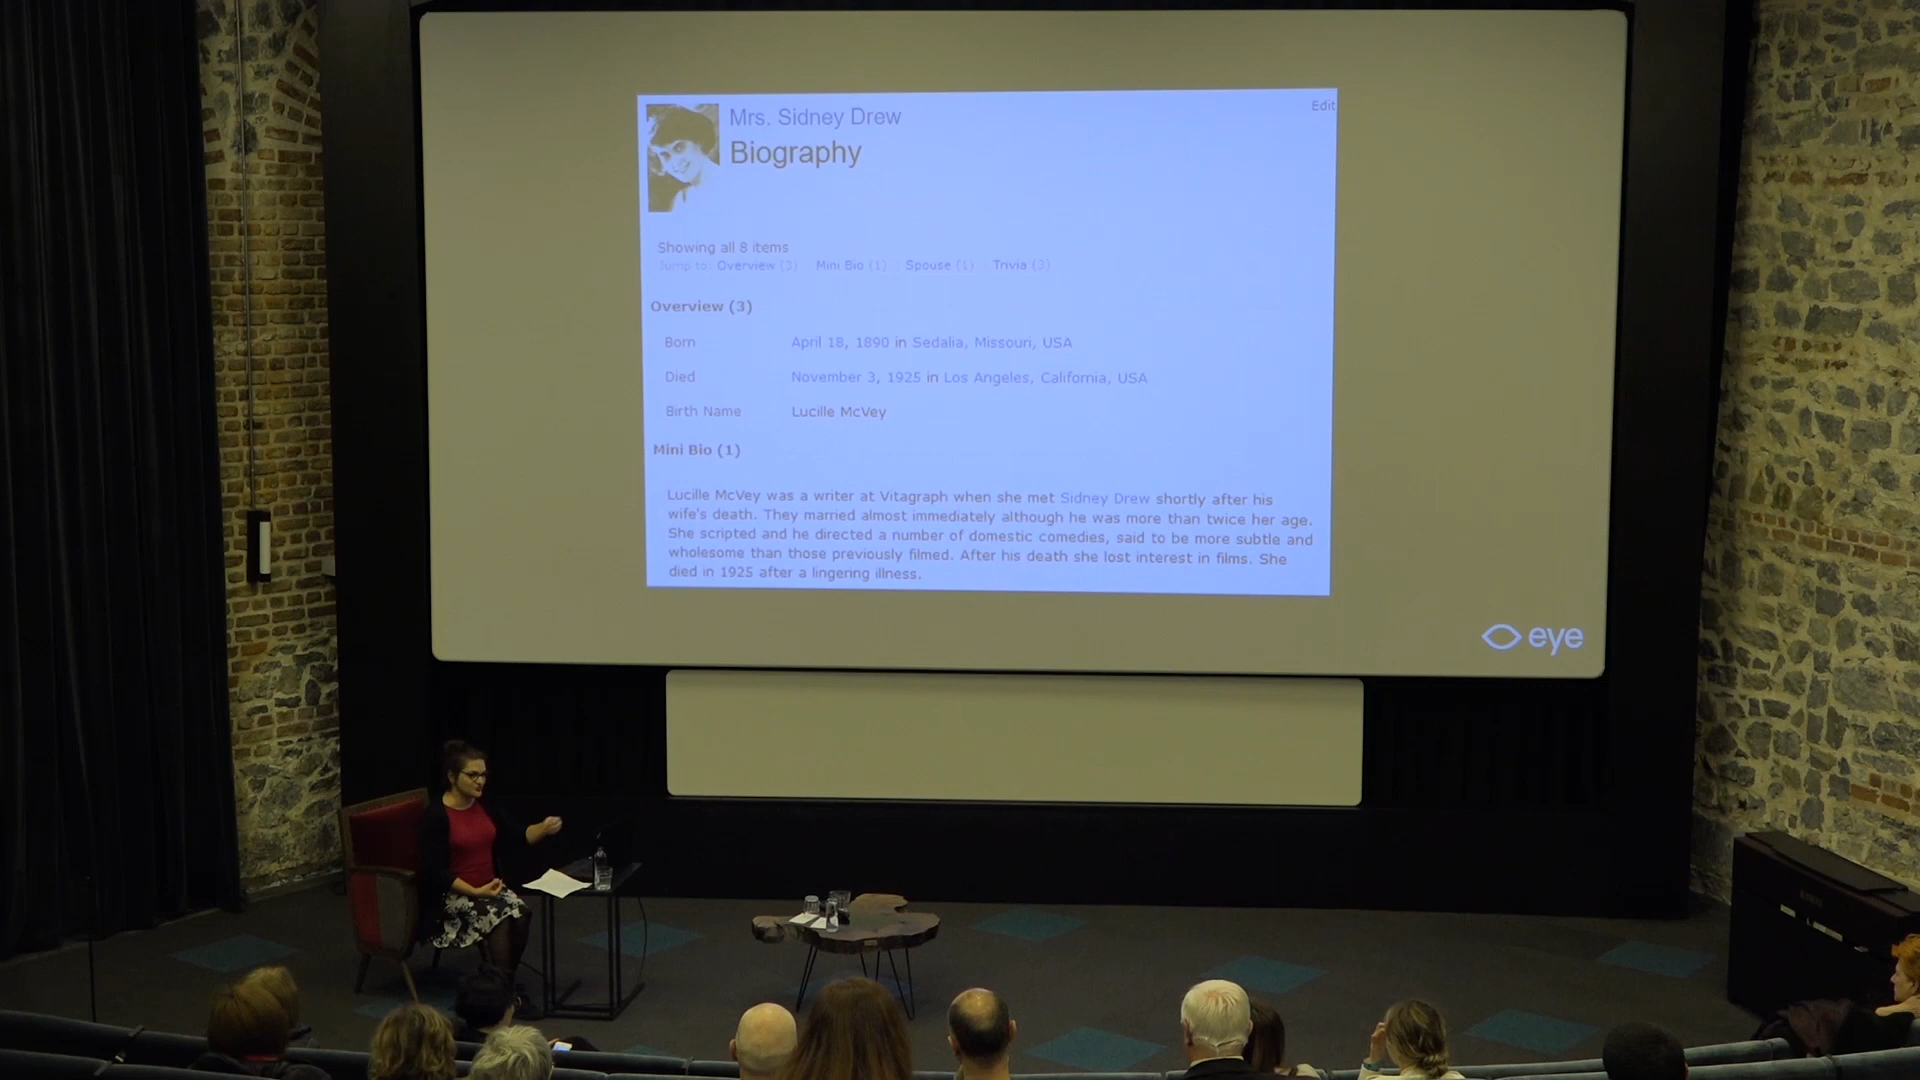 Mrs. Sidney Drew
Edit
Biography
Showing all 8 items
Jump to: Overview (3) Mini Bio (1) Spouse (1) Trivia (3)
Overview (3)
Born April 18, 1890 in Sedalia, Missouri, USA
Died November 3, 1925 in Los Angeles, California, USA
Birth Name Lucille McVey
Mini Bio (1)
Lucille McVey was a writer at Vitagraph when she met Sidney Drew shortly after his
wife's death. They married almost immediately although he was more than twice her age.
She scripted and he directed a number of domestic comedies, said to be more subtle and
wholesome than those previously filmed. After his death she lost interest in films. She
died in 1925 after a lingering illness.
eye